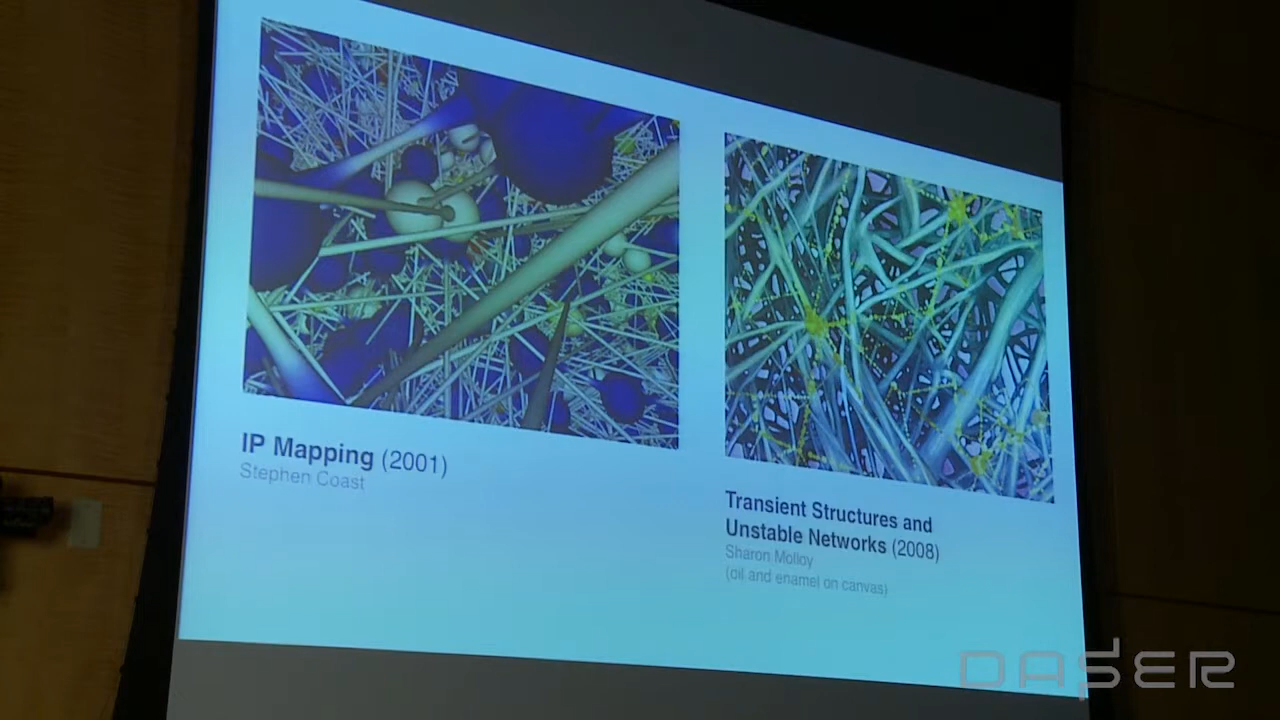 IP Mapping (2001)
Stephen Coast
Transient Structures and
Unstable Networks (2008)
Sharon Molloy
(oil and enamel on canvas)
DASER